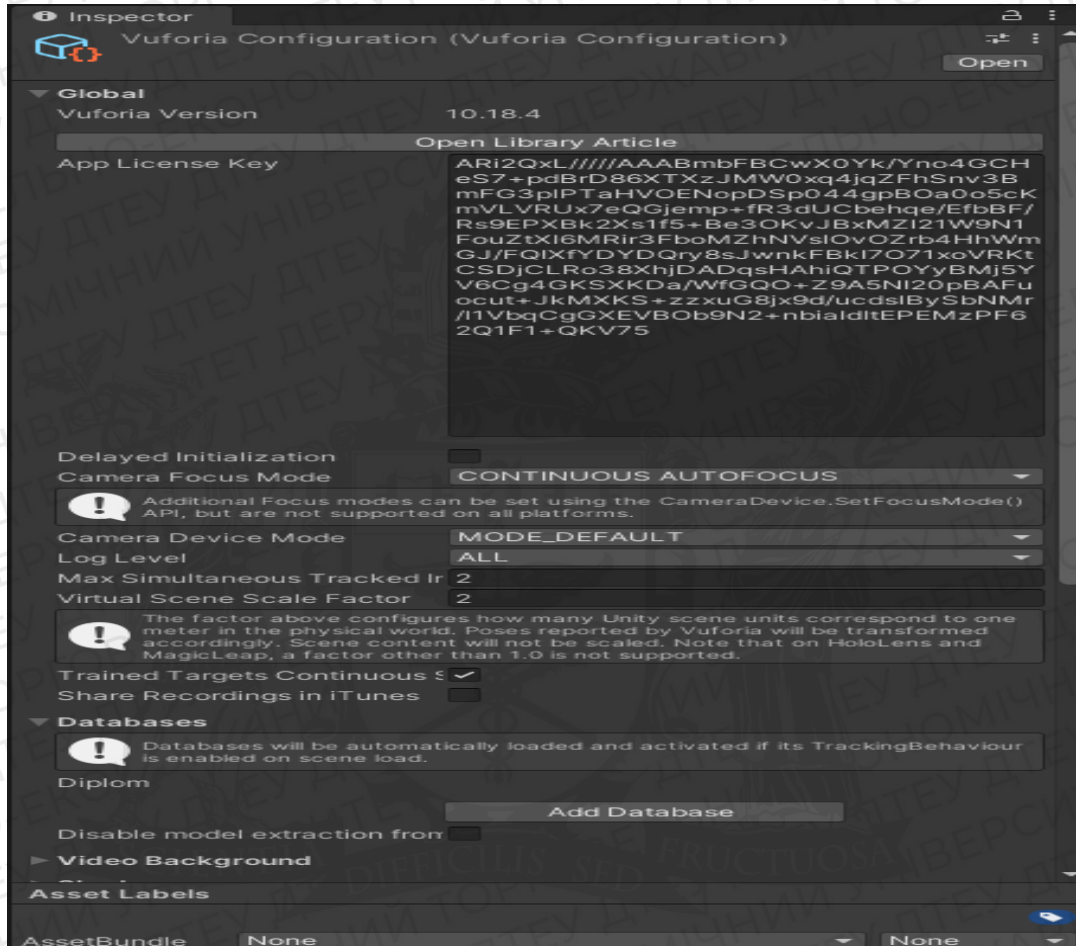 Inspector
Vuforia Configuration (Vuforia Configuration)
Open
Global
Vuforia Version 10.18.4
Open Library Article
App License Key
ARi2QxL/////AAABmbFBCwX0Yk/Yno4GCH
eS7+pdBrD86XTXzJMW0xq4jqZFhSnv3B
mFG3plPTaHVOENopDSp044gpBOa0o5cK
mVLVRUx7eQGjemp+fR3dUCbehqe/EfbBF/
Rs9EPXBk2Xs1f5+Be3OKvJBxMZI21W9N1
FouZtXI6MRir3FboMZhNVslOvOZrb4HhWm
GJ/FQIXfYDYDQry8sJwnkFBkI7O71xoVRKt
CSDjCLRo38XhjDADqsHAhiQTPOYyBMj5Y
V6Cg4GKSXKDa/WfGQO+Z9A5NI20pBAFu
ocut+JkMXKS+zzxuG8jx9d/ucdslBySbNMr
/l1VbqCgGXEVBOb9N2+nbiaIdItEPEMzPF6
2Q1F1+QKV75
Delayed Initialization
Camera Focus Mode CONTINUOUS AUTOFOCUS
Additional Focus modes can be set using the CameraDevice.SetFocusMode()
API, but are not supported on all platforms.
Camera Device Mode MODE_DEFAULT
Log Level ALL
Max Simultaneous Tracked Ir 2
Virtual Scene Scale Factor 2
The factor above configures how many Unity scene units correspond to one
meter in the physical world. Poses reported by Vuforia will be transformed
accordingly. Scene content will not be scaled. Note that on HoloLens and
MagicLeap, a factor other than 1.0 is not supported.
Trained Targets Continuous S
Share Recordings in iTunes
Databases
Databases will be automatically loaded and activated if its TrackingBehaviour
is enabled on scene load.
Diplom
Add Database
Disable model extraction from
Video Background
Asset Labels
AssetBundle None None